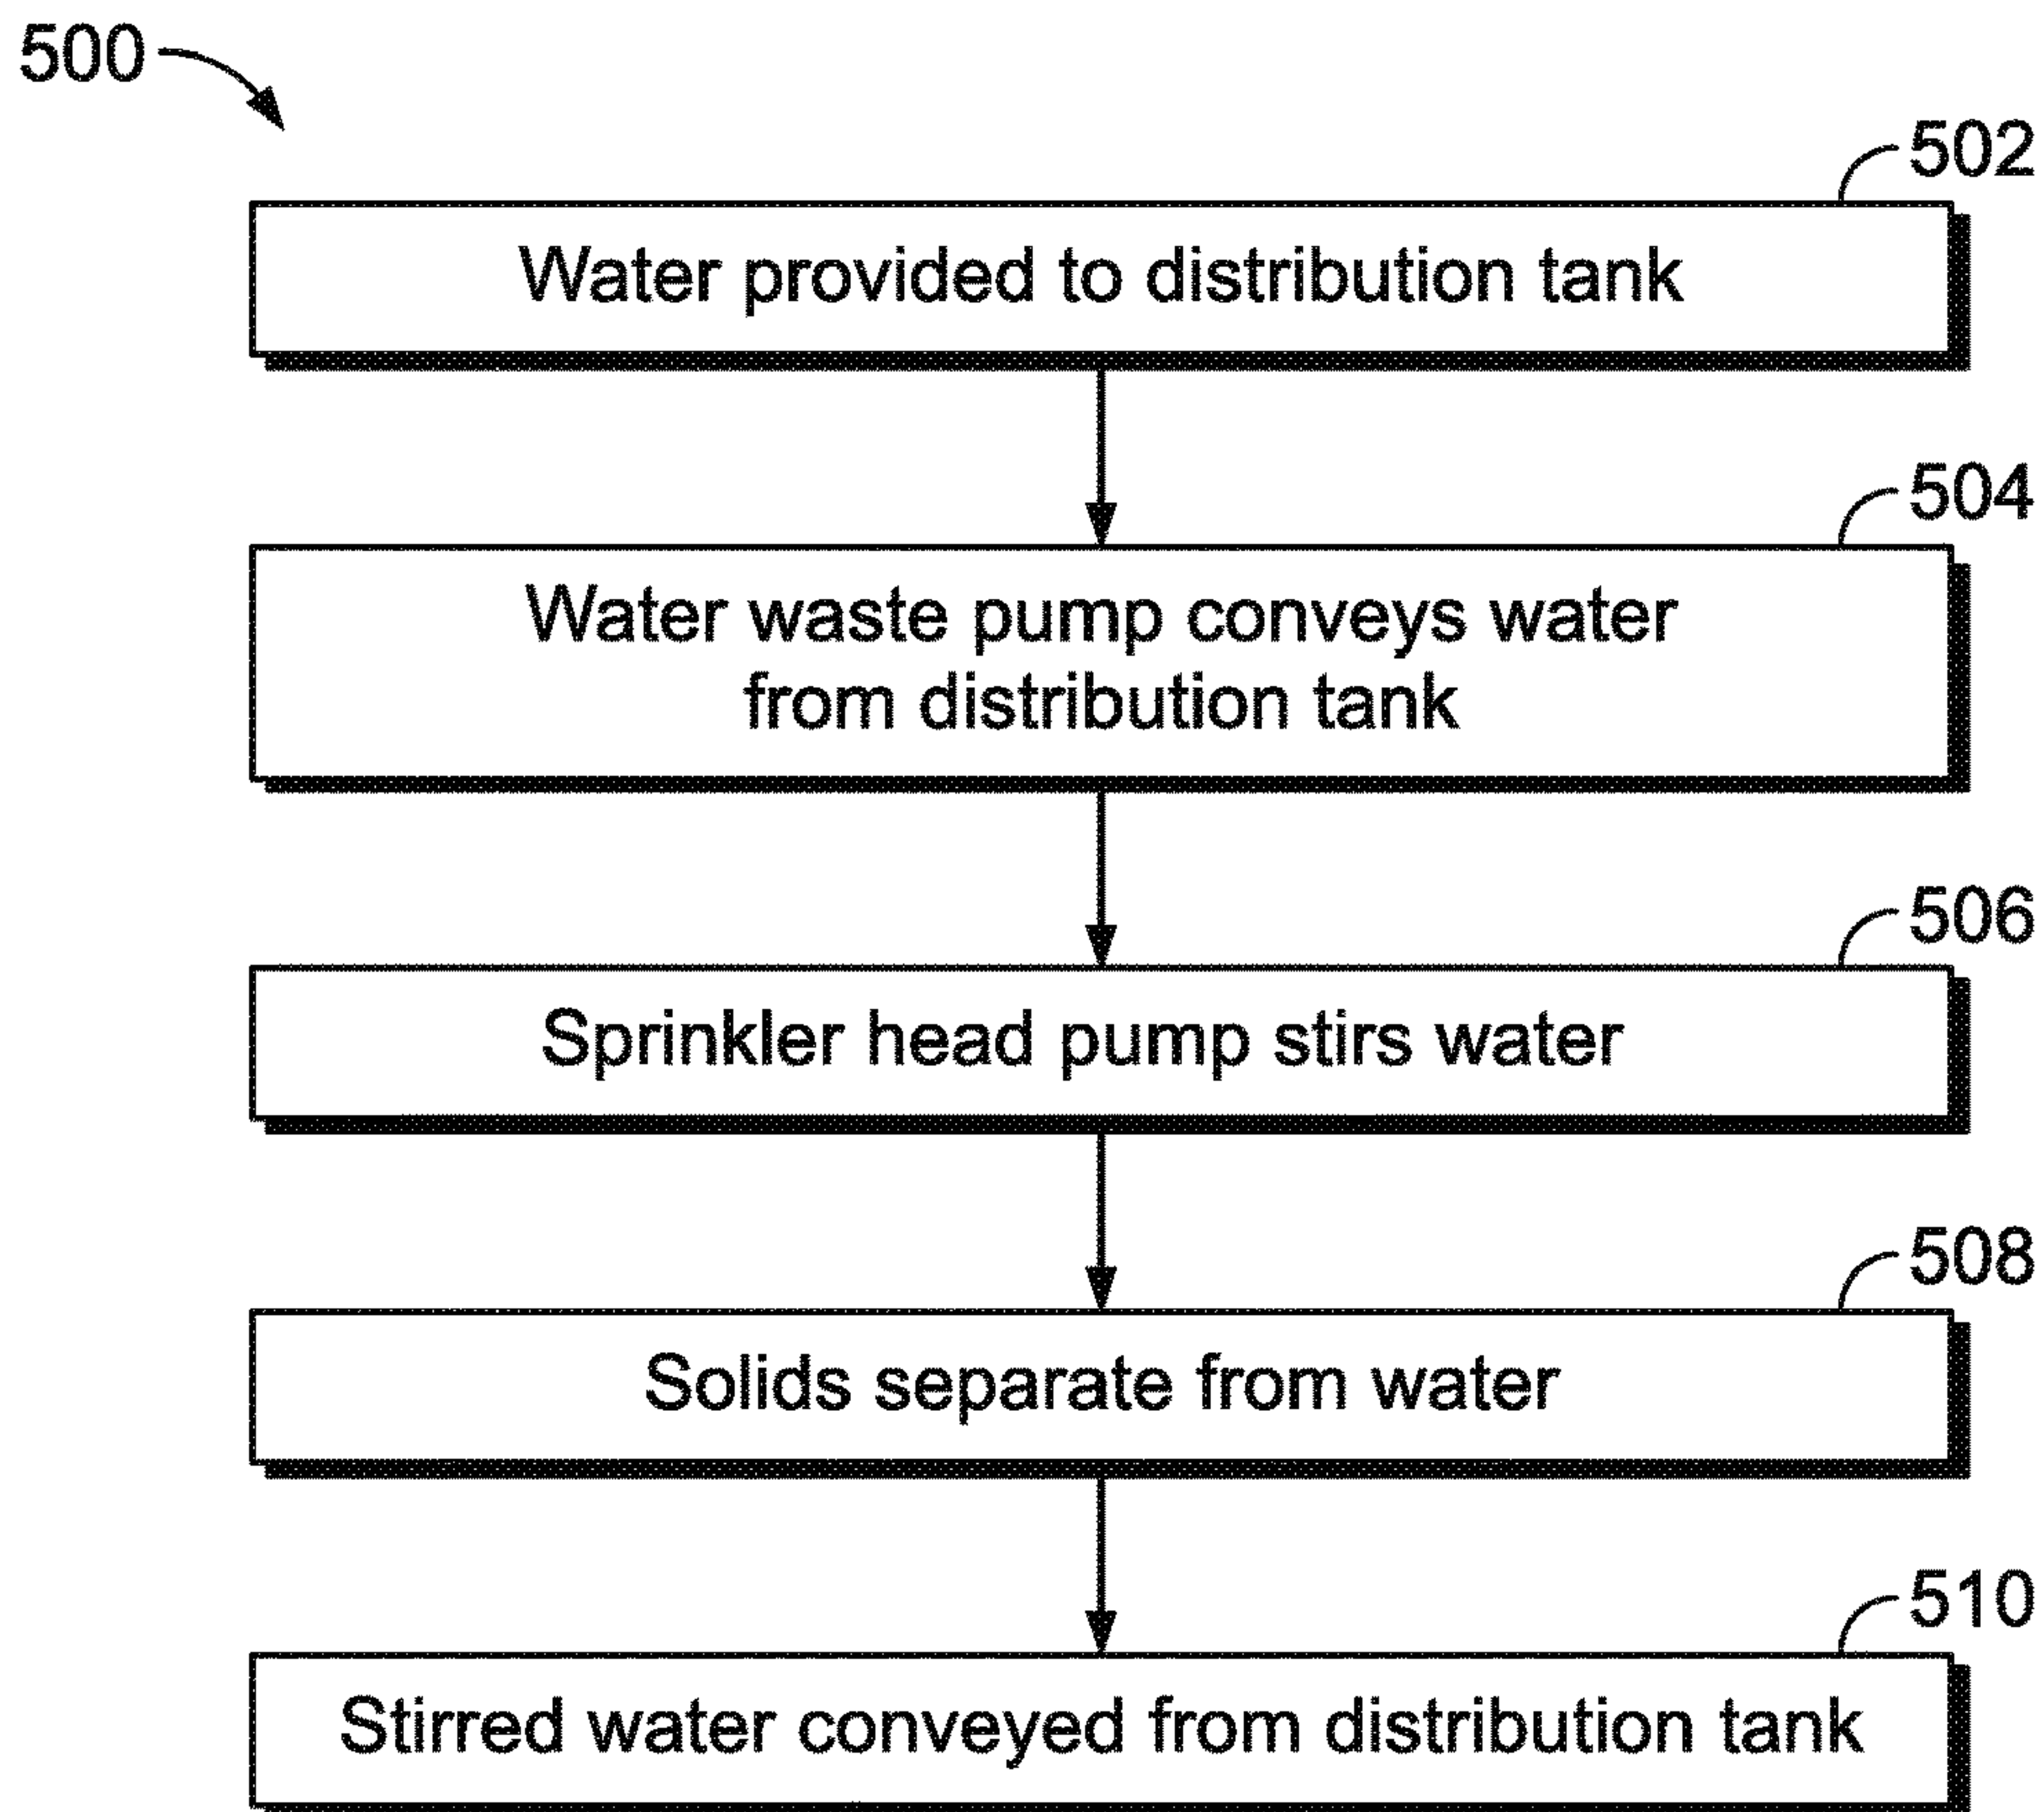 500
502
Water provided to distribution tank
504
Water waste pump conveys water
from distribution tank
506
Sprinkler head pump stirs water
508
Solids separate from water
510
Stirred water conveyed from distribution tank